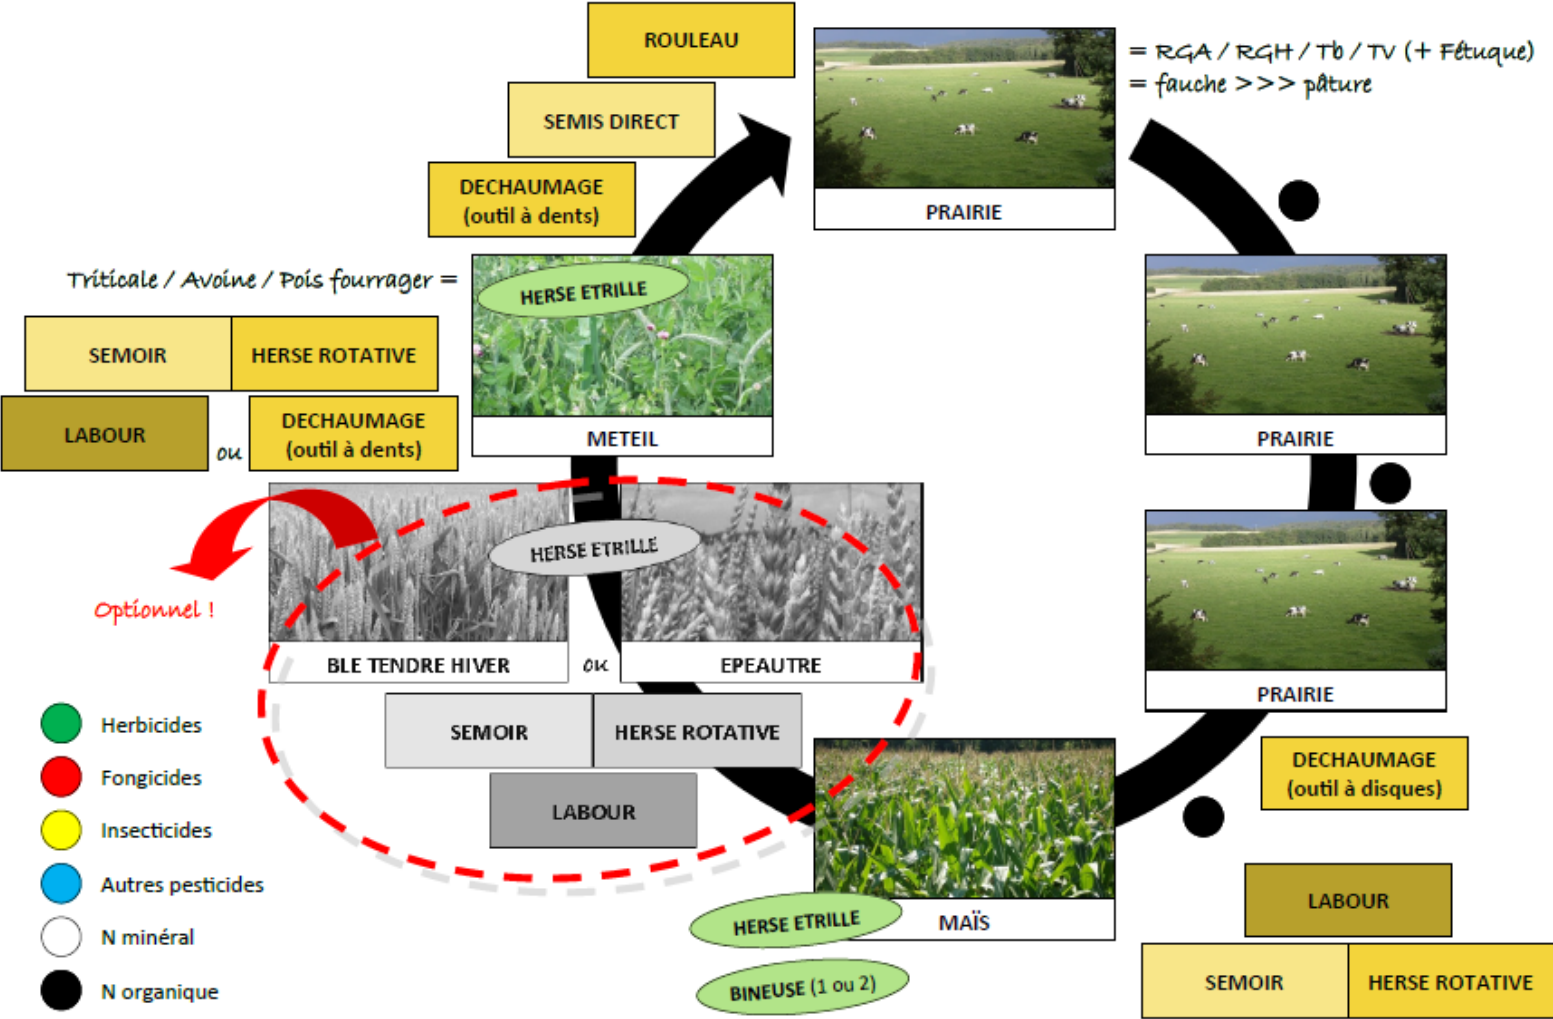 ROULEAU
= RGA / RGH / Tb / TV (+ Fétuque)
= fauche >>> pâture
SEMIS DIRECT
DECHAUMAGE
(outil à dents)
PRAIRIE
Triticale / Avoine / Pois fourrager =
HERSE ETRILLE
SEMOIR
HERSE ROTATIVE
LABOUR
ou
DECHAUMAGE
(outil à dents)
METEIL
PRAIRIE
HERSE ETRILLE
Optionnel !
BLE TENDRE HIVER
ou
EPEAUTRE
PRAIRIE
SEMOIR
HERSE ROTATIVE
LABOUR
DECHAUMAGE
(outil à disques)
LABOUR
SEMOIR
HERSE ROTATIVE
HERSE ETRILLE
MAÏS
BINEUSE (1 ou 2)
Herbicides
Fongicides
Insecticides
Autres pesticides
N minéral
N organique